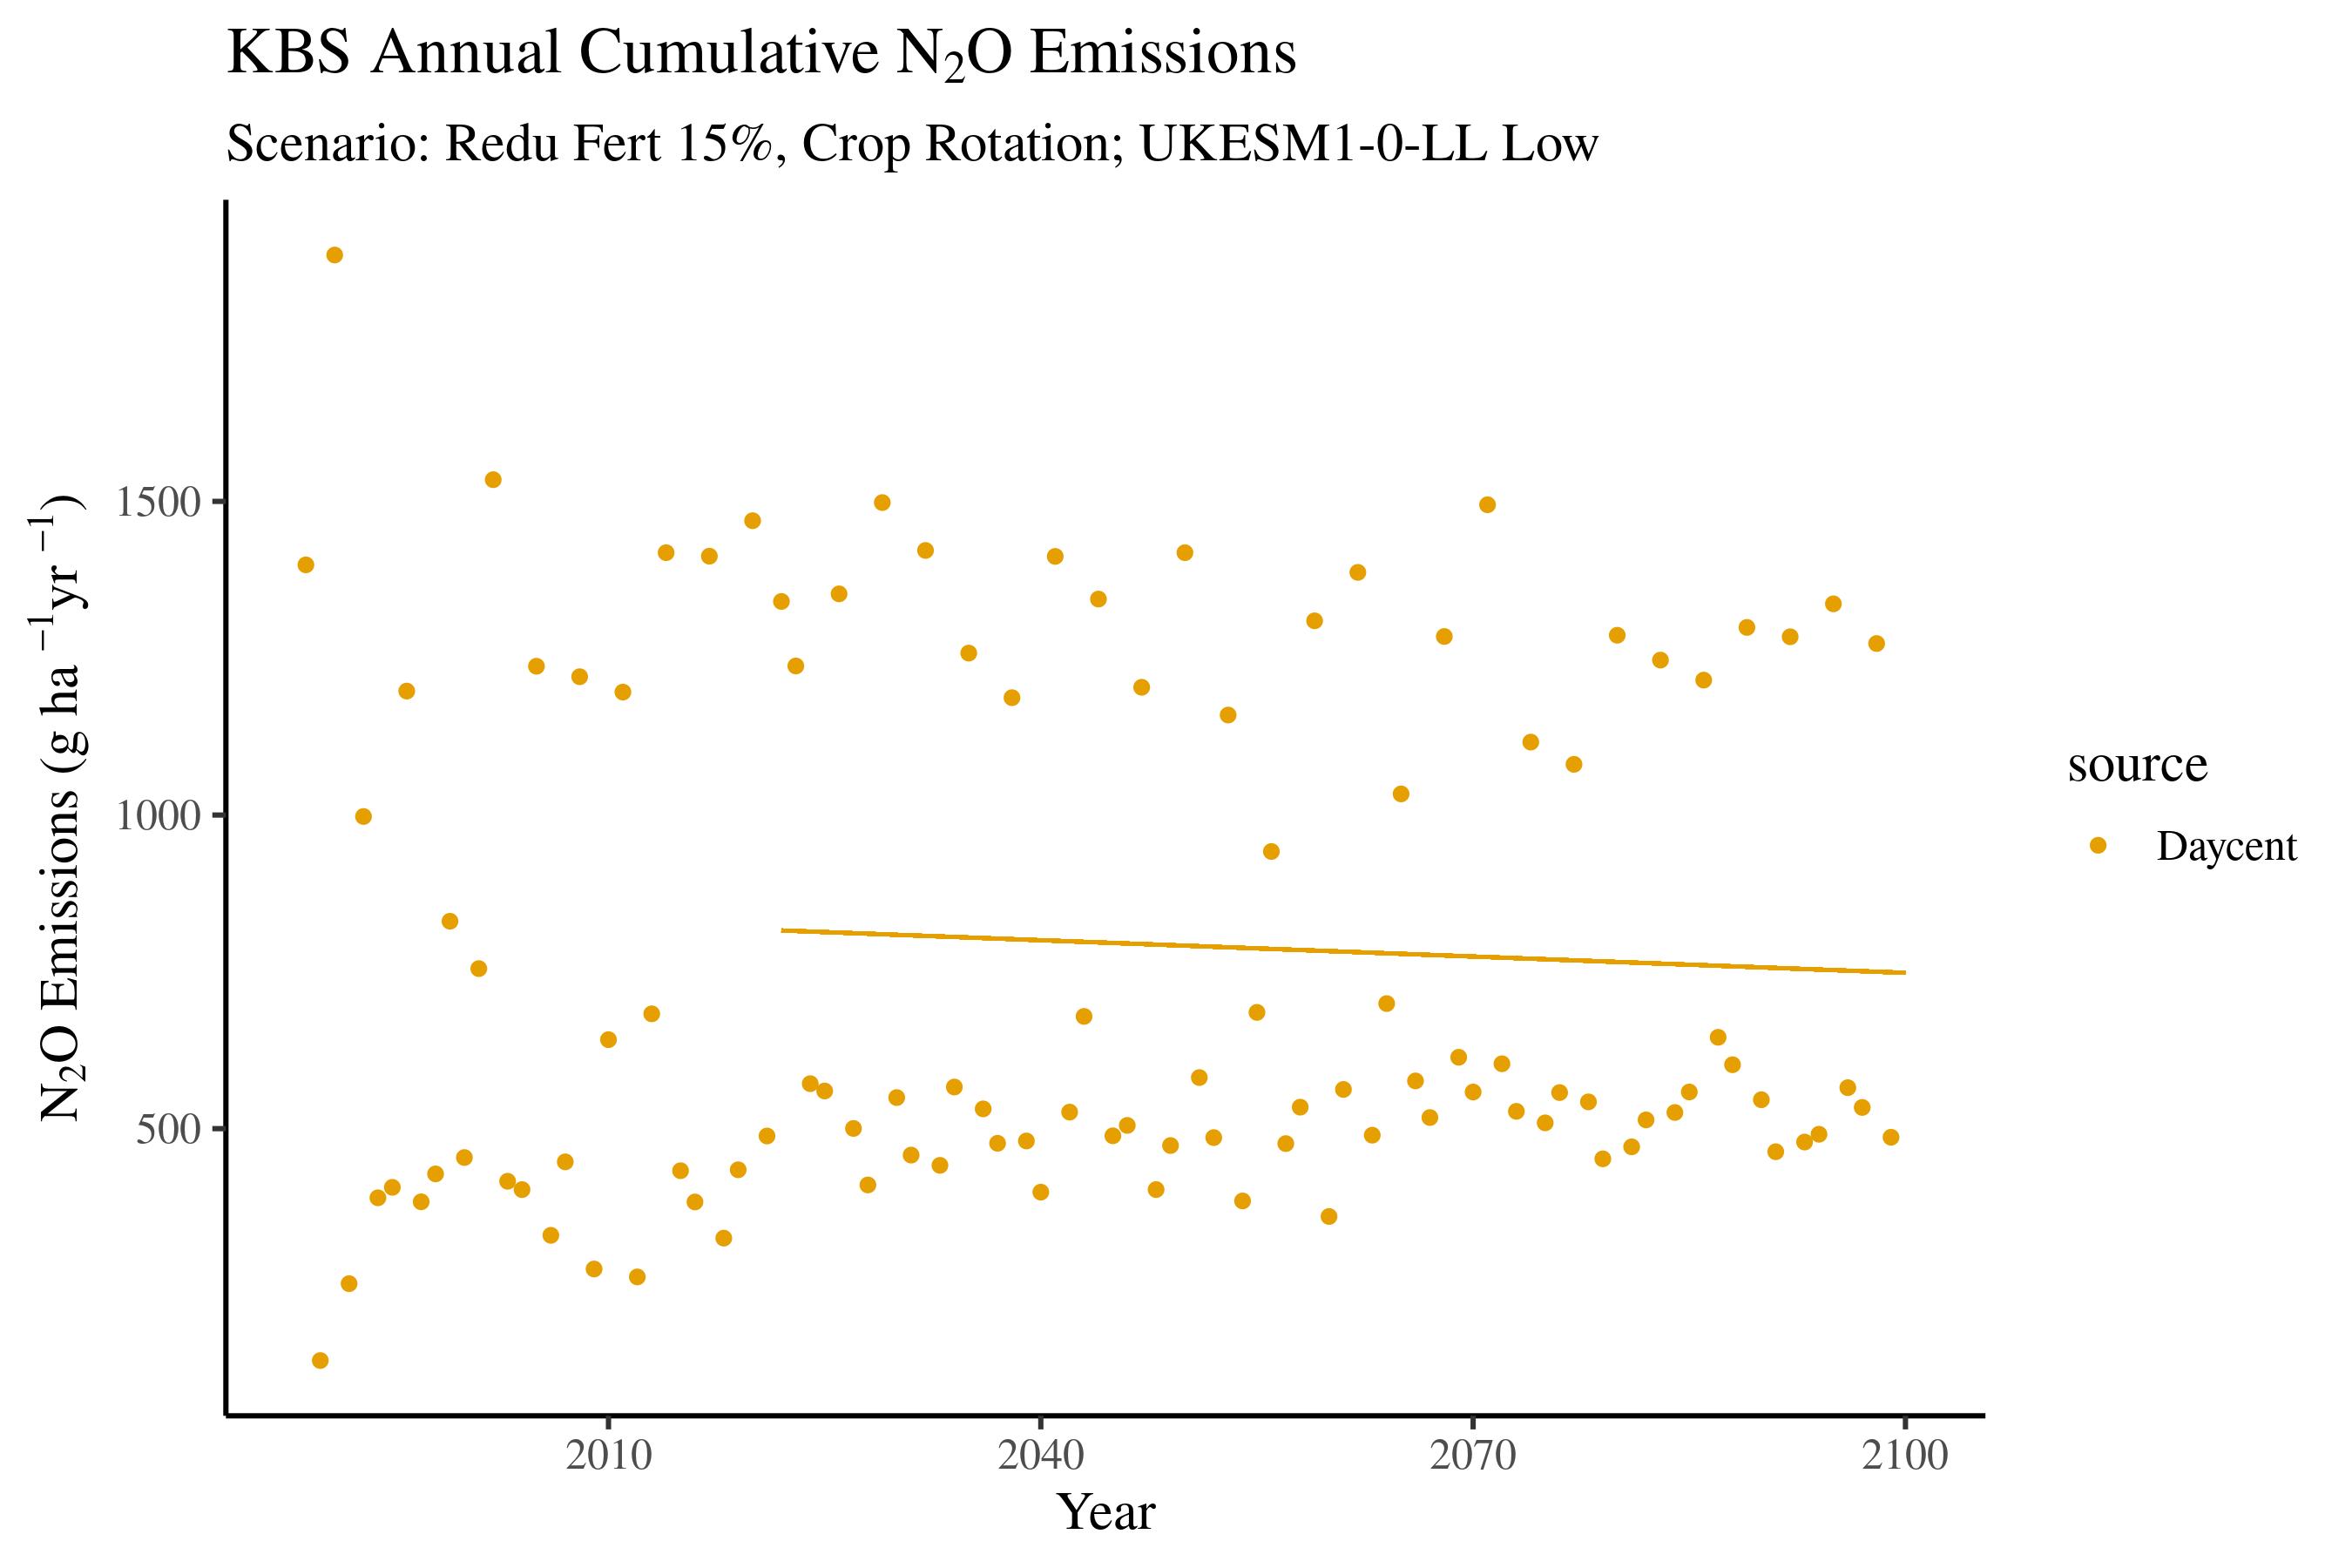 KBS Annual Cumulative N₂O Emissions
Scenario: Redu Fert 15%, Crop Rotation; UKESM1-0-LL Low
N₂O Emissions (g ha⁻¹yr⁻¹)
1500
1000
500
2010
2040
2070
2100
Year
source
Daycent